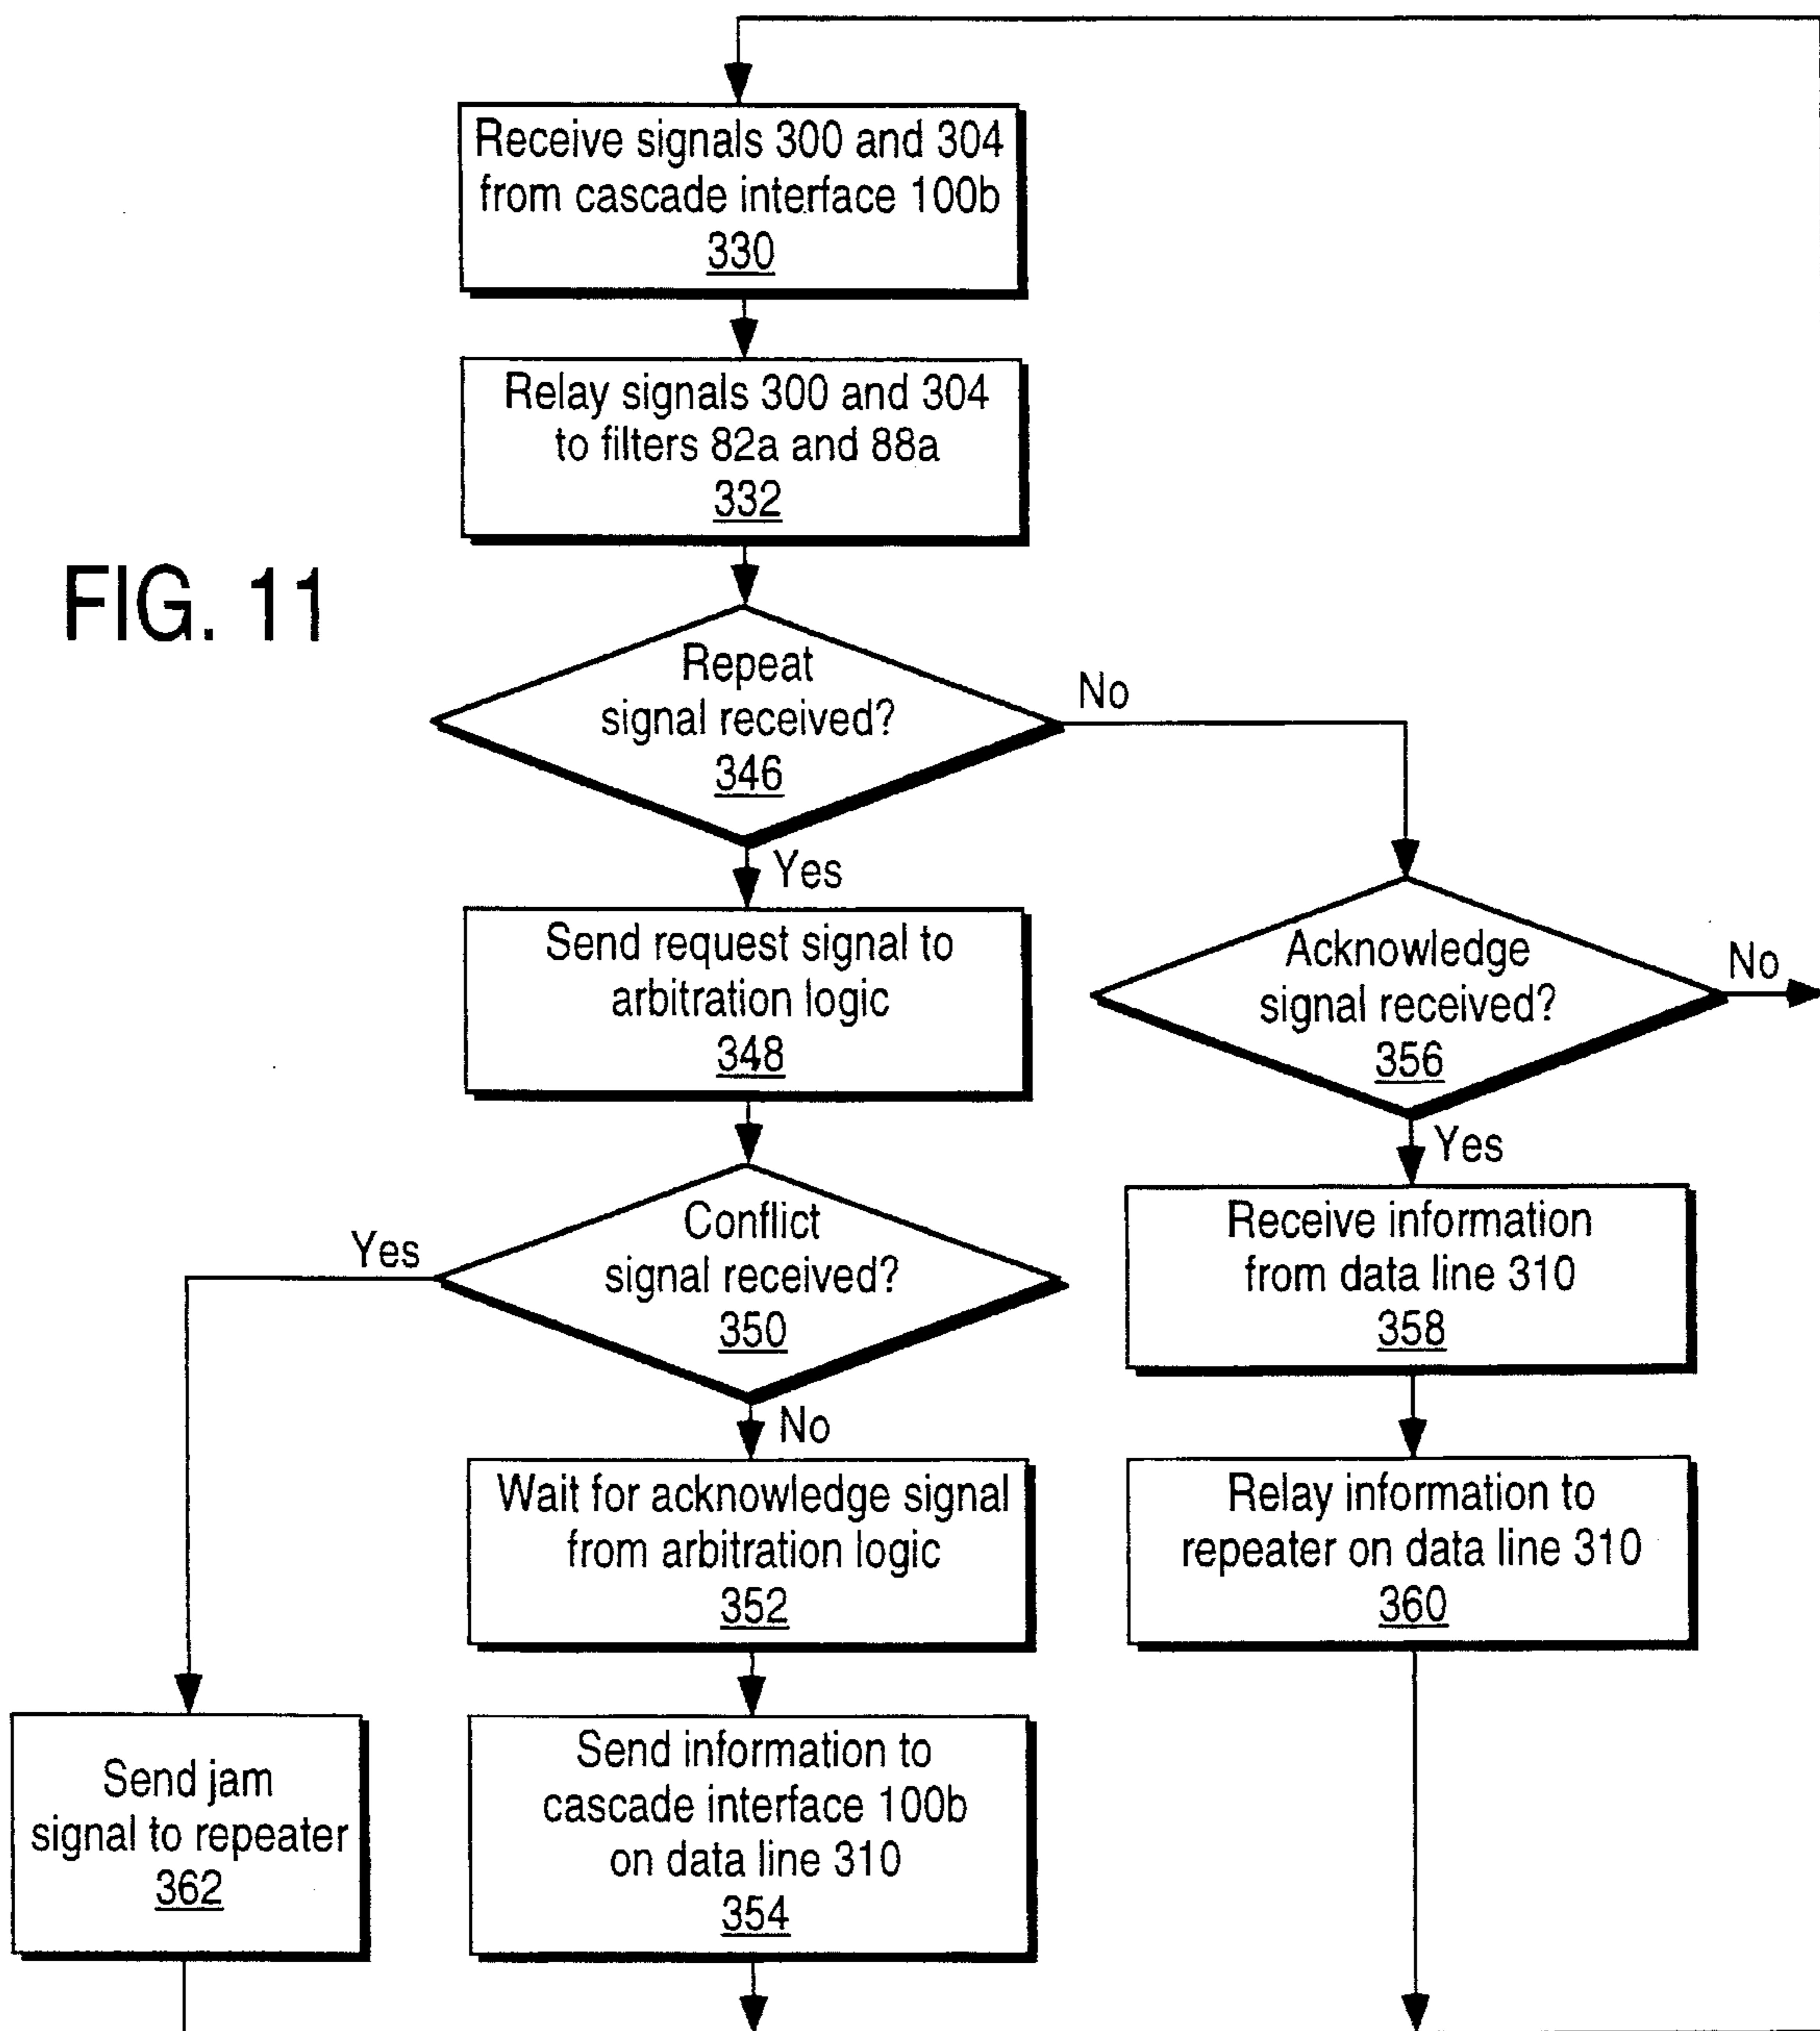 Receive signals 300 and 304
from cascade interface 100b
330
Relay signals 300 and 304
to filters 82a and 88a
332
FIG. 11
Repeat
signal received?
346
No
Yes
Send request signal to
arbitration logic
348
Acknowledge
signal received?
356
No
Yes
Conflict
signal received?
350
Yes
No
Receive information
from data line 310
358
Wait for acknowledge signal
from arbitration logic
352
Relay information to
repeater on data line 310
360
Send jam
signal to repeater
362
Send information to
cascade interface 100b
on data line 310
354